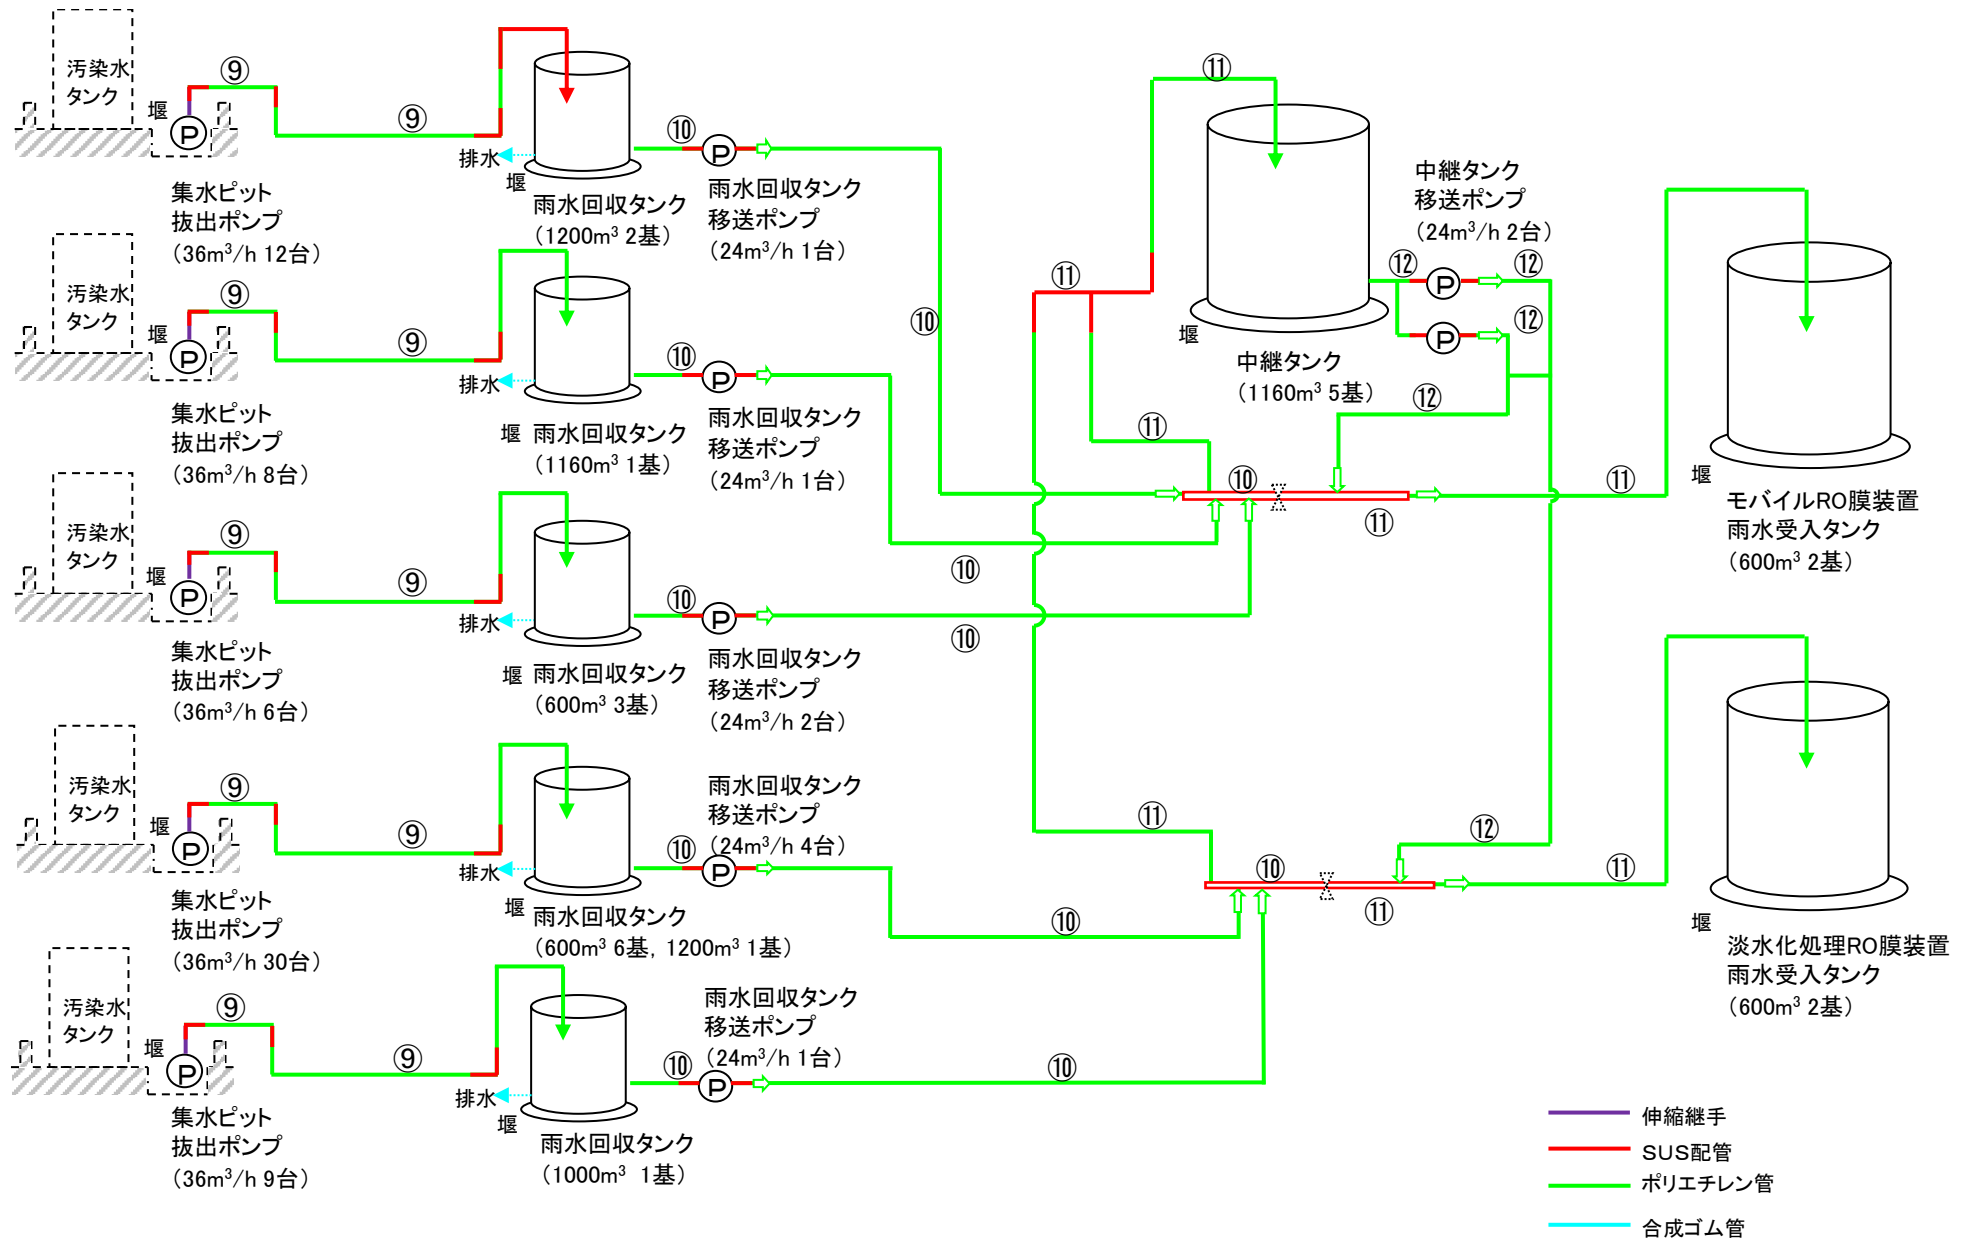 汚染水
タンク
堰
P
⑨
⑨
集水ピット
抜出ポンプ
（36m³/h 12台）
排水
堰
雨水回収タンク
（1200m³ 2基）
⑩
P
雨水回収タンク
移送ポンプ
（24m³/h 1台）
⑩
汚染水
タンク
堰
P
⑨
⑨
集水ピット
抜出ポンプ
（36m³/h 8台）
排水
堰
雨水回収タンク
（1160m³ 1基）
⑩
P
雨水回収タンク
移送ポンプ
（24m³/h 1台）
⑩
汚染水
タンク
堰
P
⑨
⑨
集水ピット
抜出ポンプ
（36m³/h 6台）
排水
堰
雨水回収タンク
（600m³ 3基）
⑩
P
雨水回収タンク
移送ポンプ
（24m³/h 2台）
⑩
汚染水
タンク
堰
P
⑨
⑨
集水ピット
抜出ポンプ
（36m³/h 30台）
排水
堰
雨水回収タンク
（600m³ 6基, 1200m³ 1基）
雨水回収タンク
移送ポンプ
（24m³/h 4台）
⑩
P
⑩
汚染水
タンク
堰
P
⑨
⑨
集水ピット
抜出ポンプ
（36m³/h 9台）
排水
堰
雨水回収タンク
（1000m³ 1基）
雨水回収タンク
移送ポンプ
（24m³/h 1台）
⑩
P
⑩
⑪
⑪
⑪
堰
中継タンク
（1160m³ 5基）
中継タンク
移送ポンプ
（24m³/h 2台）
⑫
P
⑫
P
⑫
⑫
⑩
⑪
⑪
堰
モバイルRO膜装置
雨水受入タンク
（600m³ 2基）
⑪
⑫
⑩
⑪
⑪
堰
淡水化処理RO膜装置
雨水受入タンク
（600m³ 2基）
伸縮継手
SUS配管
ポリエチレン管
合成ゴム管